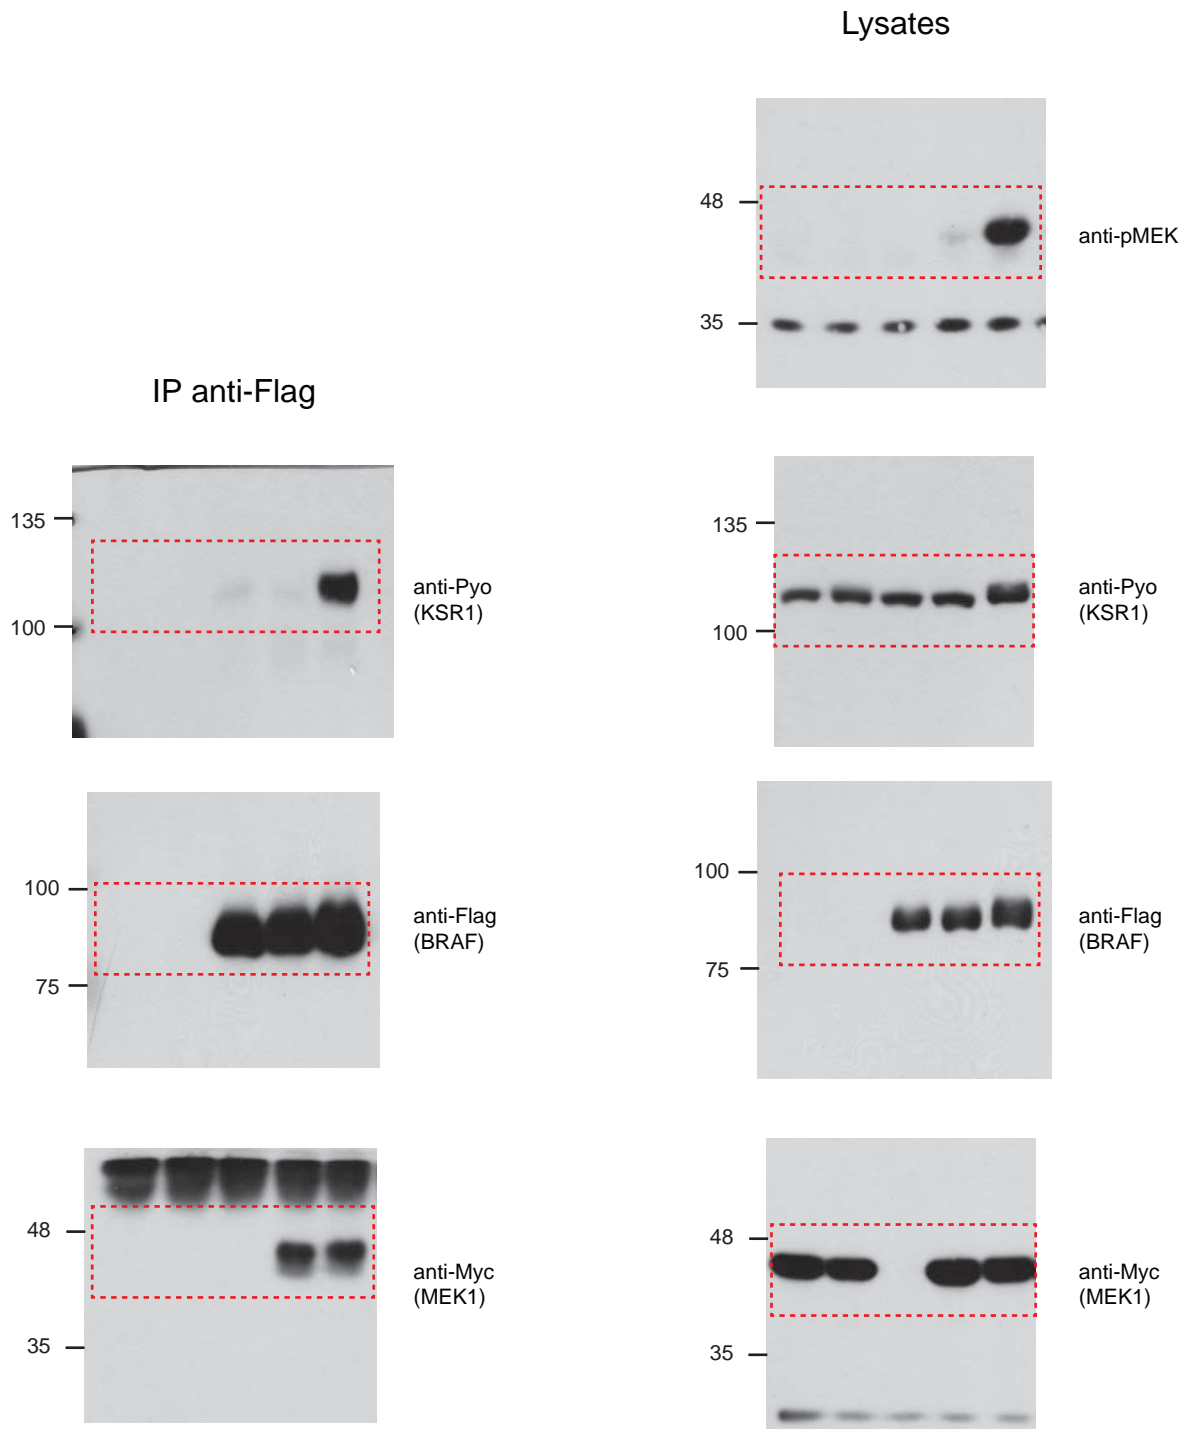 Lysates
48
35
anti-pMEK
IP anti-Flag
135
100
anti-Pyo
(KSR1)
135
100
anti-Pyo
(KSR1)
100
75
anti-Flag
(BRAF)
100
75
anti-Flag
(BRAF)
48
35
anti-Myc
(MEK1)
48
35
anti-Myc
(MEK1)